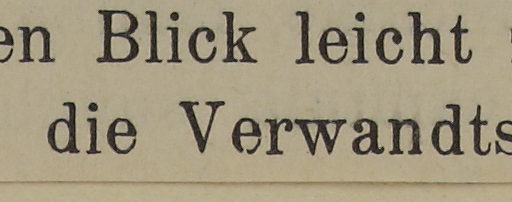 en Blick leicht
die Verwandts